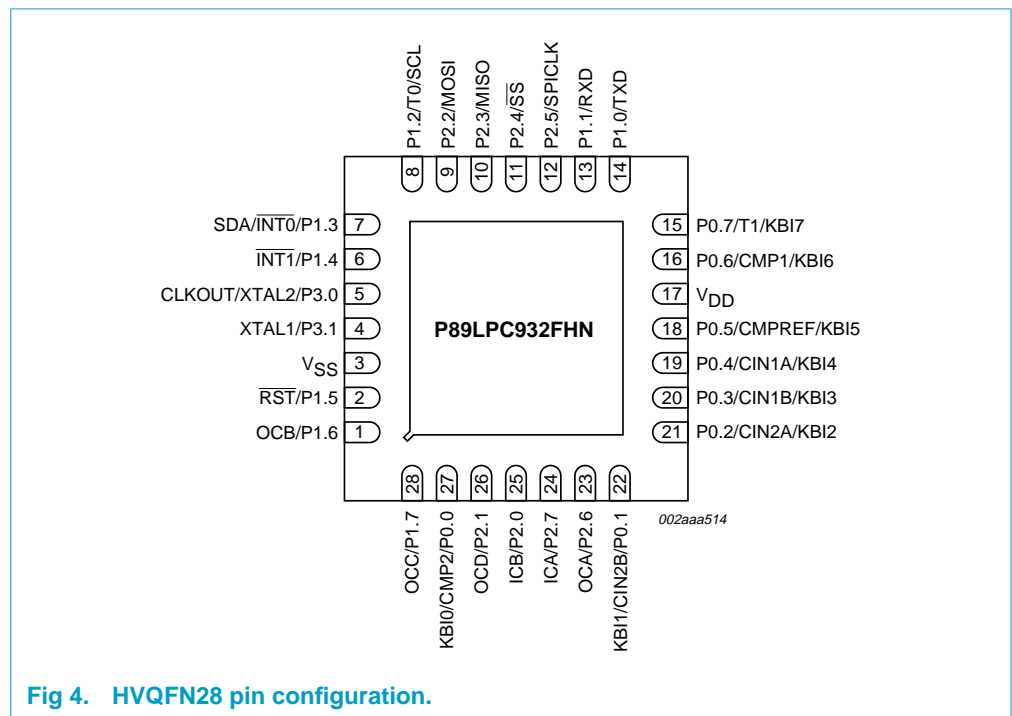 P1.2/T0/SCL
P2.2/MOSI
P2.3/MISO
P2.4/S̅S̅
P2.5/SPICLK
P1.1/RXD
P1.0/TXD
8
9
10
11
12
13
14
SDA/I̅N̅T̅0̅/P1.3 7
I̅N̅T̅1̅/P1.4 6
CLKOUT/XTAL2/P3.0 5
XTAL1/P3.1 4
VSS 3
R̅S̅T̅/P1.5 2
OCB/P1.6 1
P89LPC932FHN
15 P0.7/T1/KBI7
16 P0.6/CMP1/KBI6
17 VDD
18 P0.5/CMPREF/KBI5
19 P0.4/CIN1A/KBI4
20 P0.3/CIN1B/KBI3
21 P0.2/CIN2A/KBI2
28
27
26
25
24
23
22
OCC/P1.7
KBI0/CMP2/P0.0
OCD/P2.1
ICB/P2.0
ICA/P2.7
OCA/P2.6
KBI1/CIN2B/P0.1
002aaa514
Fig 4. HVQFN28 pin configuration.